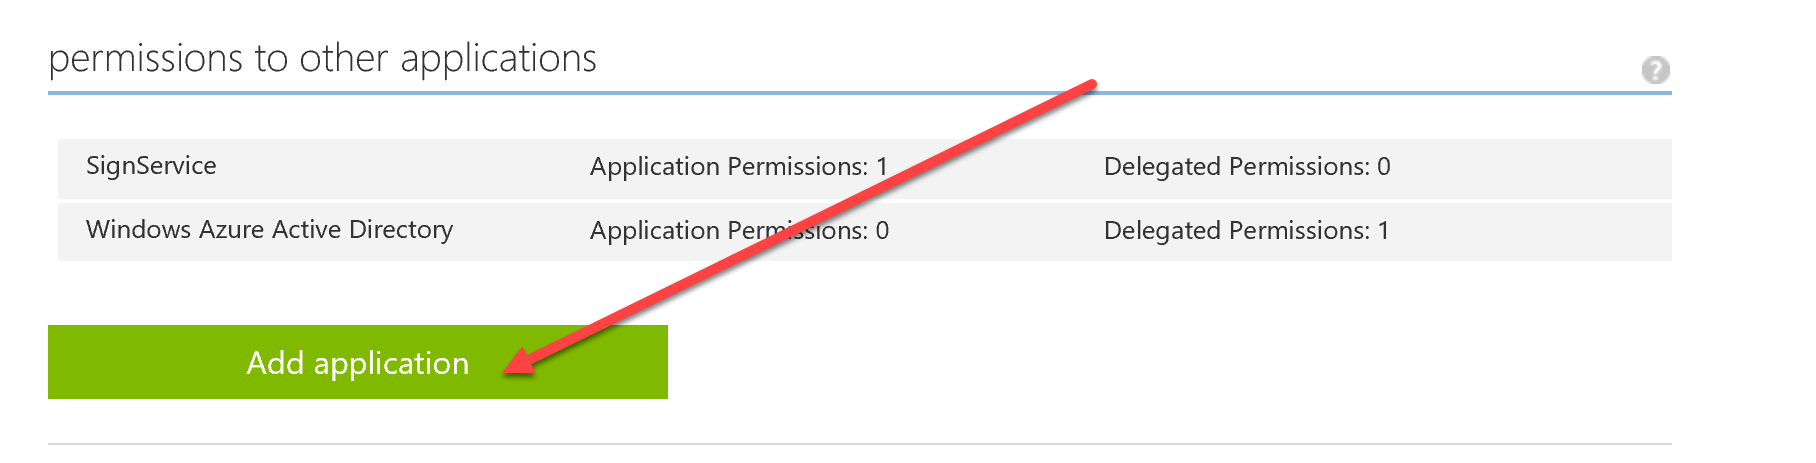 permissions to other applications
?
SignService Application Permissions: 1 Delegated Permissions: 0
Windows Azure Active Directory Application Permissions: 0 Delegated Permissions: 1
Add application